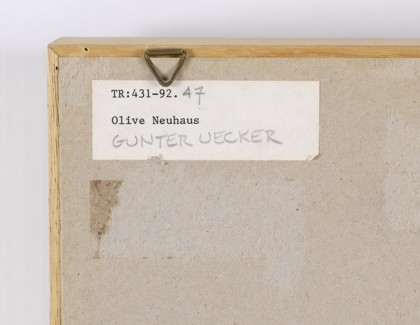 TR:431-92.47
Olive Neuhaus
GUNTER UECKER